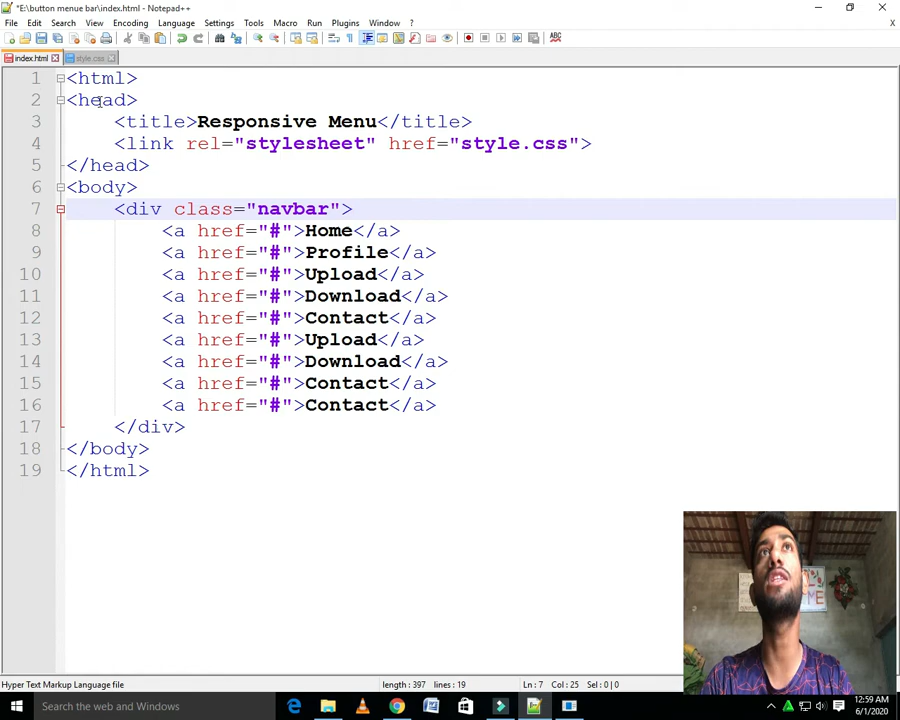 *E:\button menue bar\index.html - Notepad++
File Edit Search View Encoding Language Settings Tools Macro Run Plugins Window ?
index.html style.css
1 <html>
2 <head>
3 <title>Responsive Menu</title>
4 <link rel="stylesheet" href="style.css">
5 </head>
6 <body>
7 <div class="navbar">
8 <a href="#">Home</a>
9 <a href="#">Profile</a>
10 <a href="#">Upload</a>
11 <a href="#">Download</a>
12 <a href="#">Contact</a>
13 <a href="#">Upload</a>
14 <a href="#">Download</a>
15 <a href="#">Contact</a>
16 <a href="#">Contact</a>
17 </div>
18 </body>
19 </html>
Hyper Text Markup Language file length : 397 lines : 19 Ln : 7 Col : 25 Sel : 0 | 0
Search the web and Windows
12:59 AM
6/1/2020